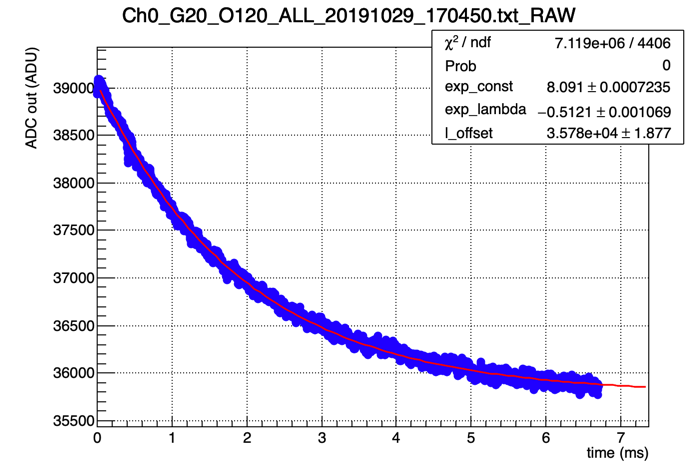 Ch0_G20_O120_ALL_20191029_170450.txt_RAW
χ² / ndf 7.119e+06 / 4406
Prob 0
exp_const 8.091 ± 0.0007235
exp_lambda −0.5121 ± 0.001069
l_offset 3.578e+04 ± 1.877
ADC out (ADU)
39000
38500
38000
37500
37000
36500
36000
35500
0 1 2 3 4 5 6 7
time (ms)